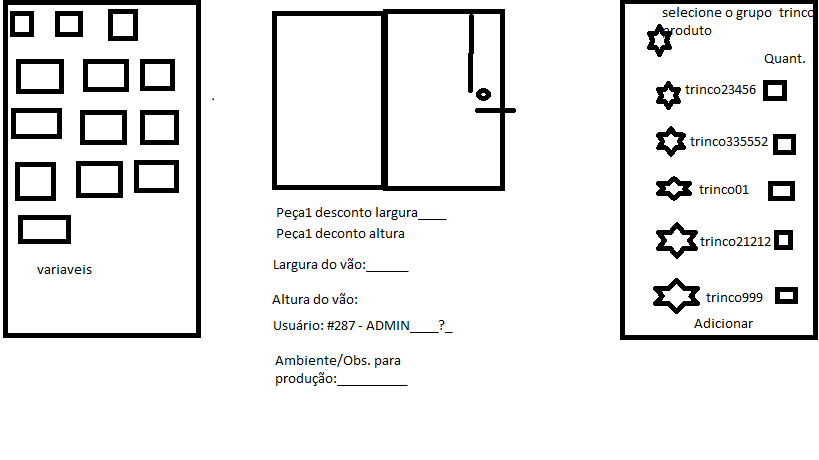 variaveis
Peça1 desconto largura____
Peça1 deconto altura
Largura do vão:______
Altura do vão:
Usuário: #287 - ADMIN____?_
Ambiente/Obs. para
produção:__________
selecione o grupo trinco
produto
Quant.
trinco23456
trinco335552
trinco01
trinco21212
trinco999
Adicionar